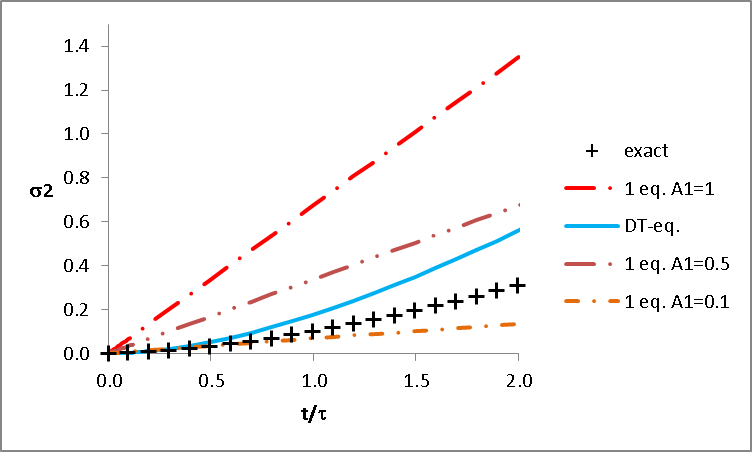 1.4
1.2
1.0
0.8
σ2
0.6
0.4
0.2
0.0
0.0 0.5 1.0 1.5 2.0
t/τ
exact
1 eq. A1=1
DT-eq.
1 eq. A1=0.5
1 eq. A1=0.1